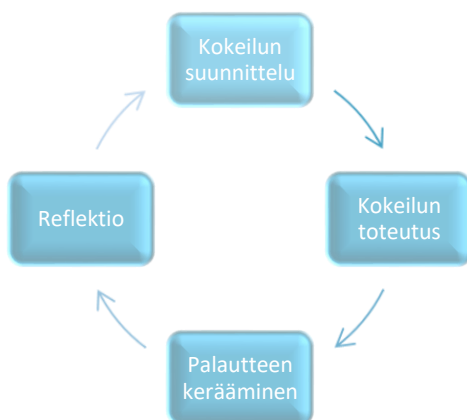 Kokeilun
suunnittelu
Kokeilun
toteutus
Palautteen
kerääminen
Reflektio